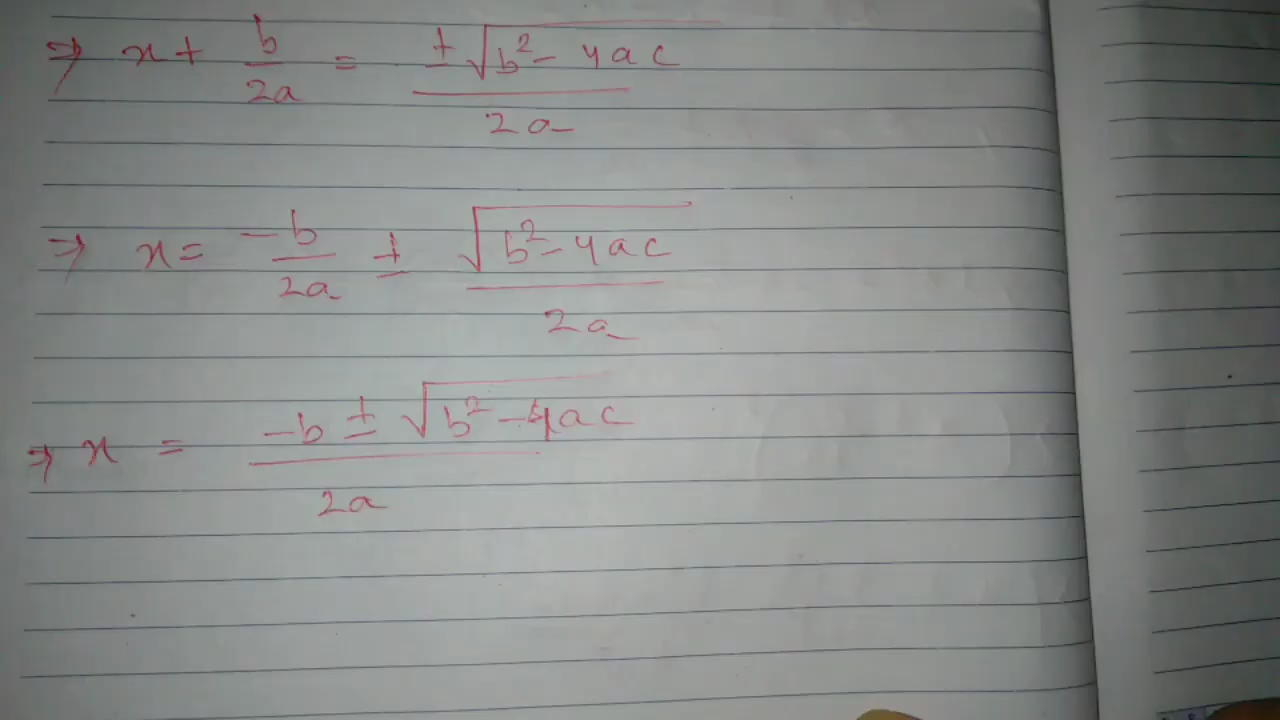 ⇒ x + b/2a = ± √(b² - 4ac) / 2a
⇒ x = -b/2a ± √(b² - 4ac) / 2a
⇒ x = -b ± √(b² - 4ac) / 2a